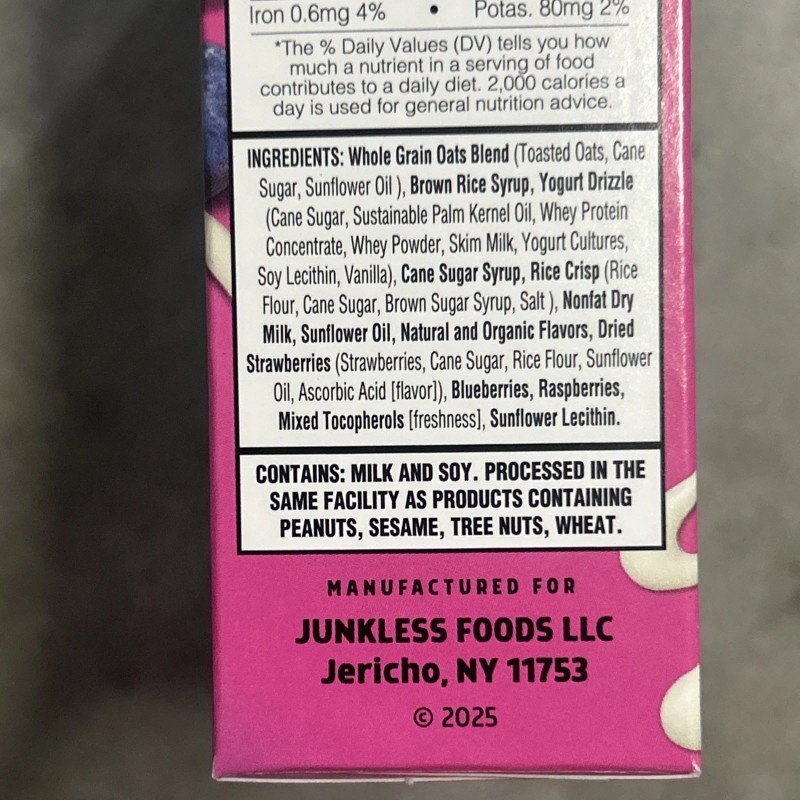 Iron 0.6mg 4% • Potas. 80mg 2%
*The % Daily Values (DV) tells you how
much a nutrient in a serving of food
contributes to a daily diet. 2,000 calories a
day is used for general nutrition advice.
INGREDIENTS: Whole Grain Oats Blend (Toasted Oats, Cane
Sugar, Sunflower Oil ), Brown Rice Syrup, Yogurt Drizzle
(Cane Sugar, Sustainable Palm Kernel Oil, Whey Protein
Concentrate, Whey Powder, Skim Milk, Yogurt Cultures,
Soy Lecithin, Vanilla), Cane Sugar Syrup, Rice Crisp (Rice
Flour, Cane Sugar, Brown Sugar Syrup, Salt ), Nonfat Dry
Milk, Sunflower Oil, Natural and Organic Flavors, Dried
Strawberries (Strawberries, Cane Sugar, Rice Flour, Sunflower
Oil, Ascorbic Acid [flavor]), Blueberries, Raspberries,
Mixed Tocopherols [freshness], Sunflower Lecithin.
CONTAINS: MILK AND SOY. PROCESSED IN THE
SAME FACILITY AS PRODUCTS CONTAINING
PEANUTS, SESAME, TREE NUTS, WHEAT.
MANUFACTURED FOR
JUNKLESS FOODS LLC
Jericho, NY 11753
© 2025